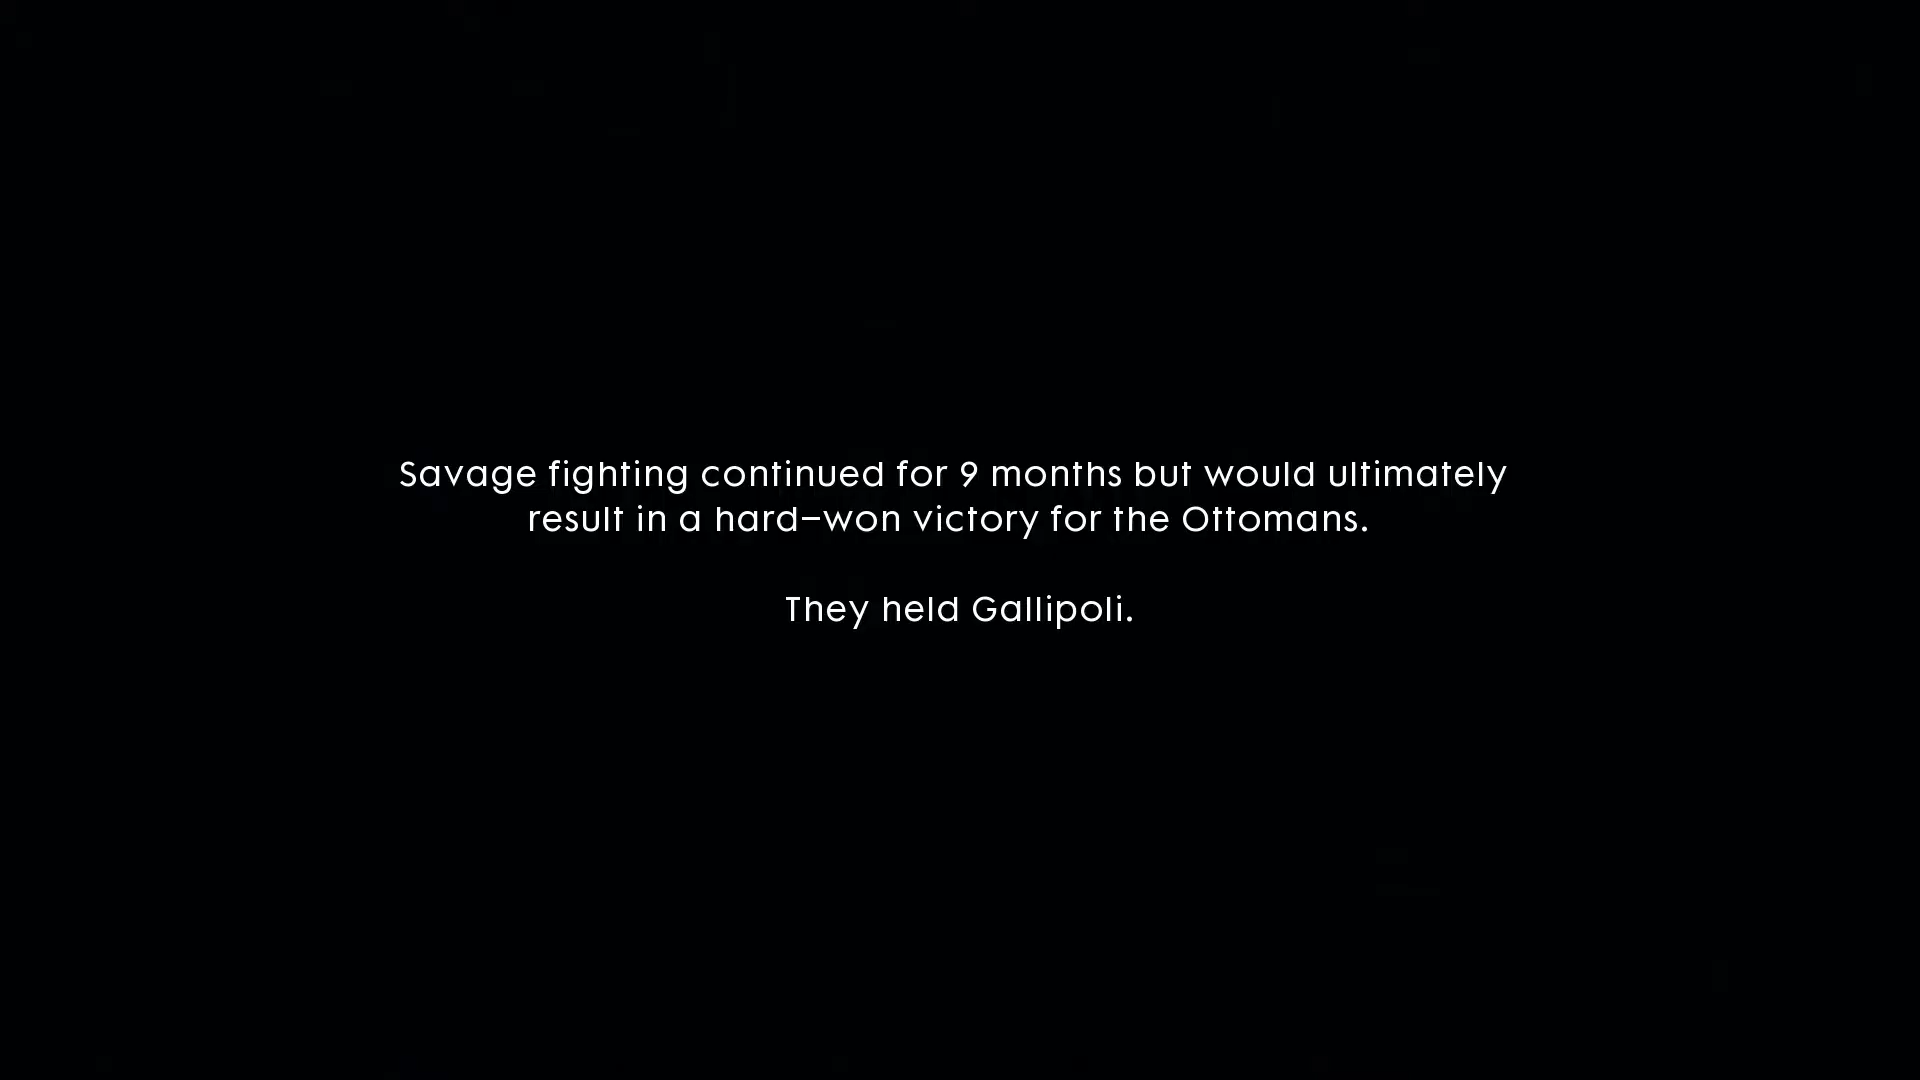 Savage fighting continued for 9 months but would ultimately
result in a hard–won victory for the Ottomans.
They held Gallipoli.